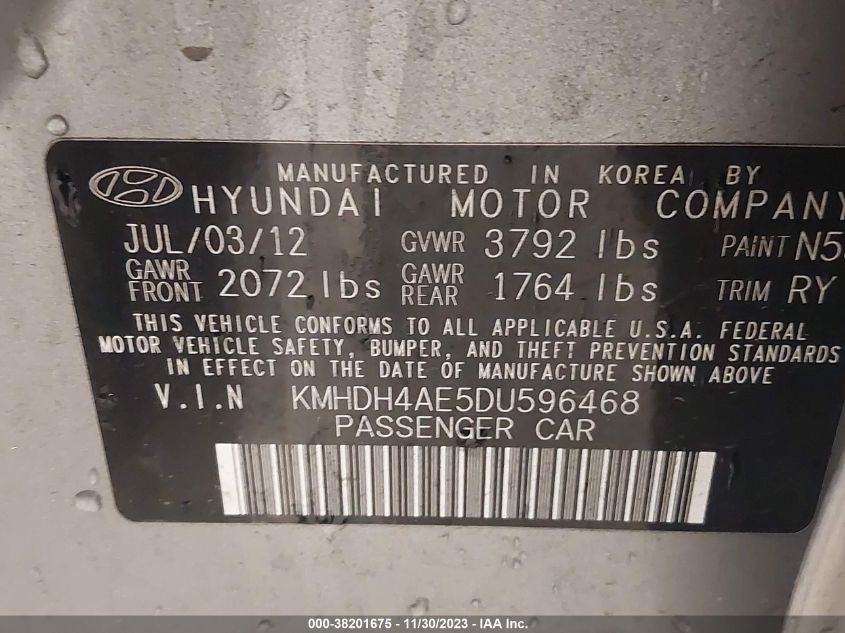 MANUFACTURED IN KOREA BY
HYUNDAI MOTOR COMPANY
JUL/03/12 GVWR 3792 lbs PAINT
GAWR FRONT 2072 lbs GAWR REAR 1764 lbs TRIM RY
THIS VEHICLE CONFORMS TO ALL APPLICABLE U.S.A. FEDERAL
MOTOR VEHICLE SAFETY, BUMPER, AND THEFT PREVENTION STANDARDS
IN EFFECT ON THE DATE OF MANUFACTURE SHOWN ABOVE
V.I.N KMHDH4AE5DU596468
PASSENGER CAR
000-38201675 - 11/30/2023 - IAA Inc.